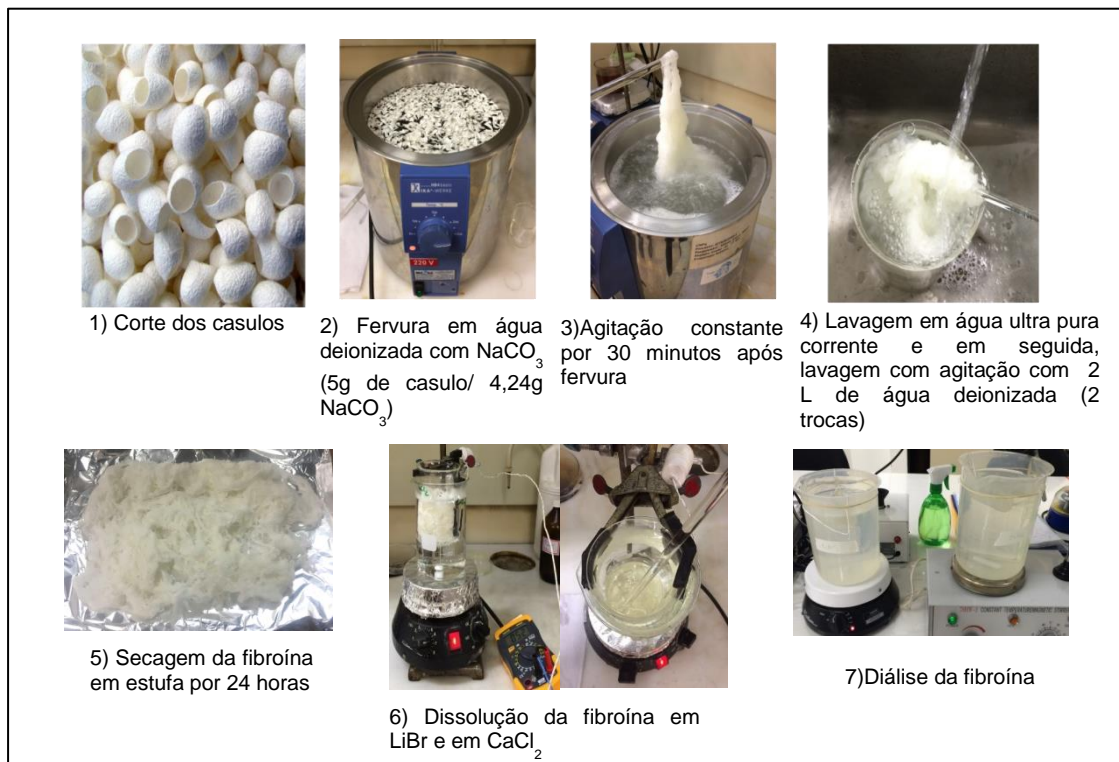 1) Corte dos casulos
2) Fervura em água
deionizada com NaCO₃
(5g de casulo/ 4,24g
NaCO₃)
3)Agitação constante
por 30 minutos após
fervura
4) Lavagem em água ultra pura
corrente e em seguida,
lavagem com agitação com 2
L de água deionizada (2
trocas)
220 V
5) Secagem da fibroína
em estufa por 24 horas
6) Dissolução da fibroína em
LiBr e em CaCl₂
7)Diálise da fibroína